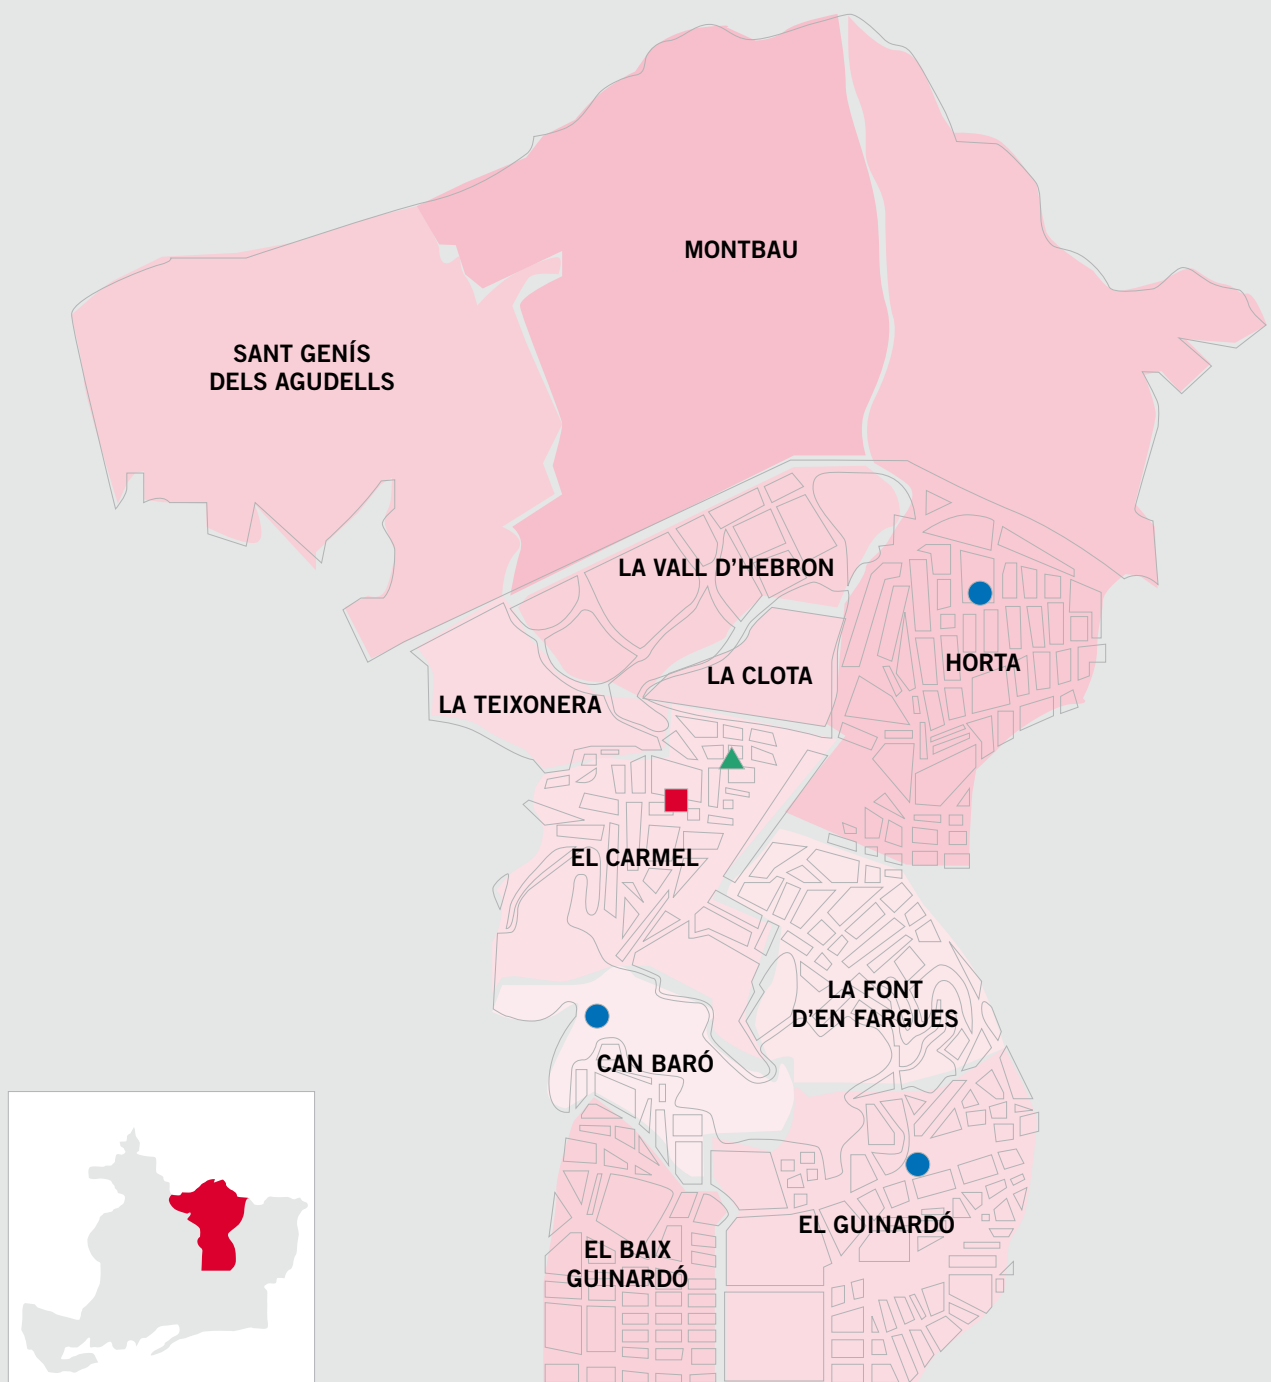 MONTBAU
SANT GENÍS
DELS AGUDELLS
LA VALL D’HEBRON
HORTA
LA CLOTA
LA TEIXONERA
EL CARMEL
LA FONT
D’EN FARGUES
CAN BARÓ
EL GUINARDÓ
EL BAIX
GUINARDÓ